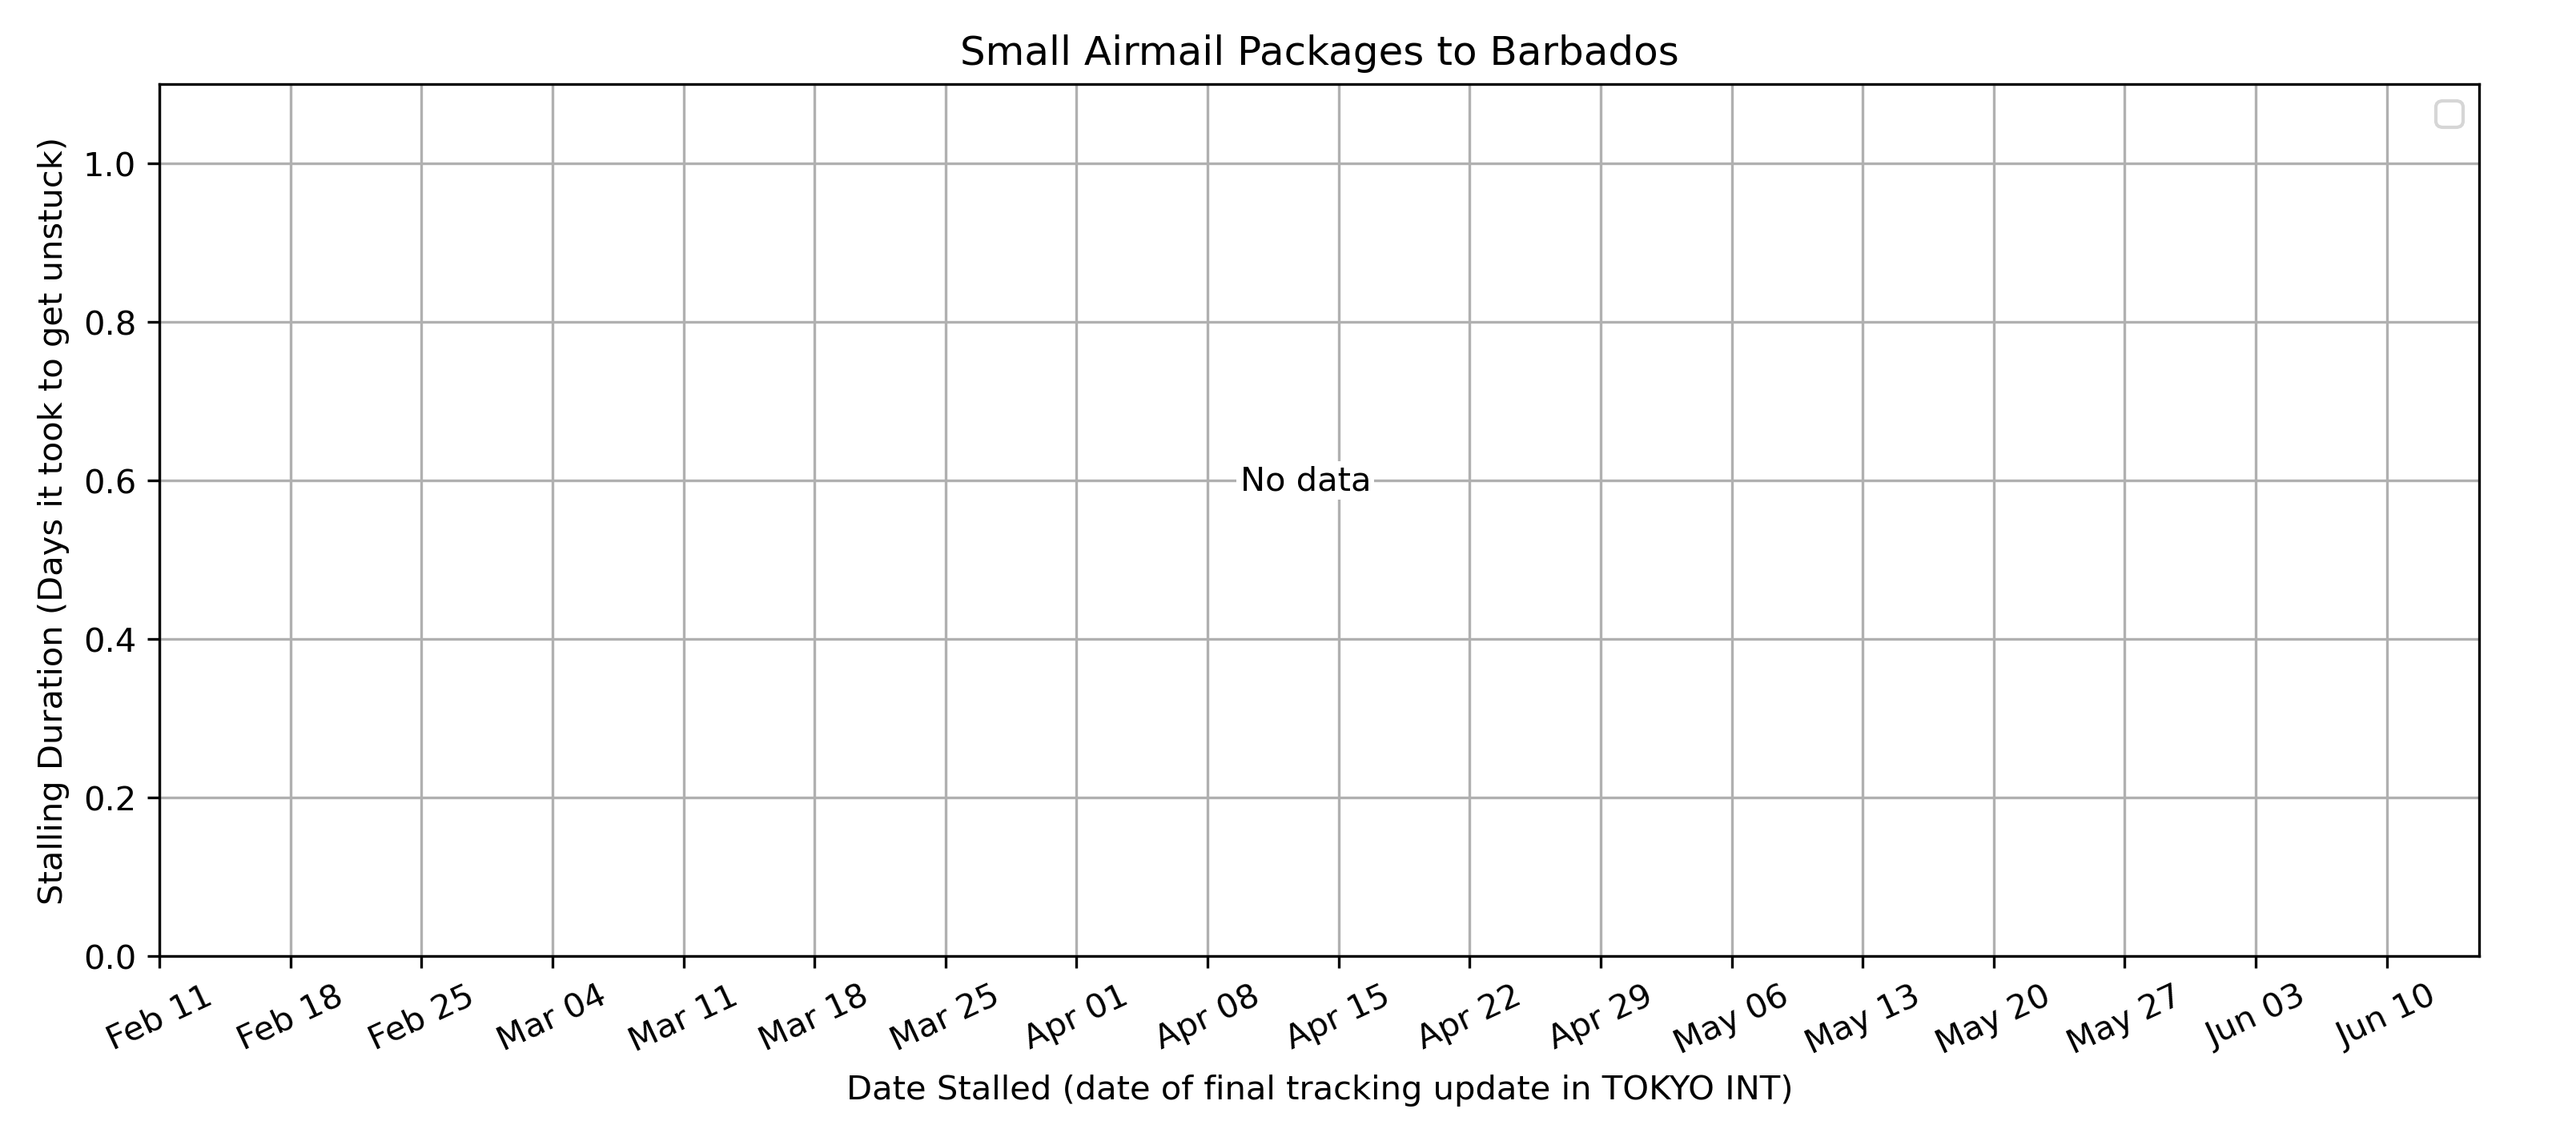 Small Airmail Packages to Barbados
Stalling Duration (Days it took to get unstuck)
1.0
0.8
0.6
0.4
0.2
0.0
No data
Feb 11
Feb 18
Feb 25
Mar 04
Mar 11
Mar 18
Mar 25
Apr 01
Apr 08
Apr 15
Apr 22
Apr 29
May 06
May 13
May 20
May 27
Jun 03
Jun 10
Date Stalled (date of final tracking update in TOKYO INT)